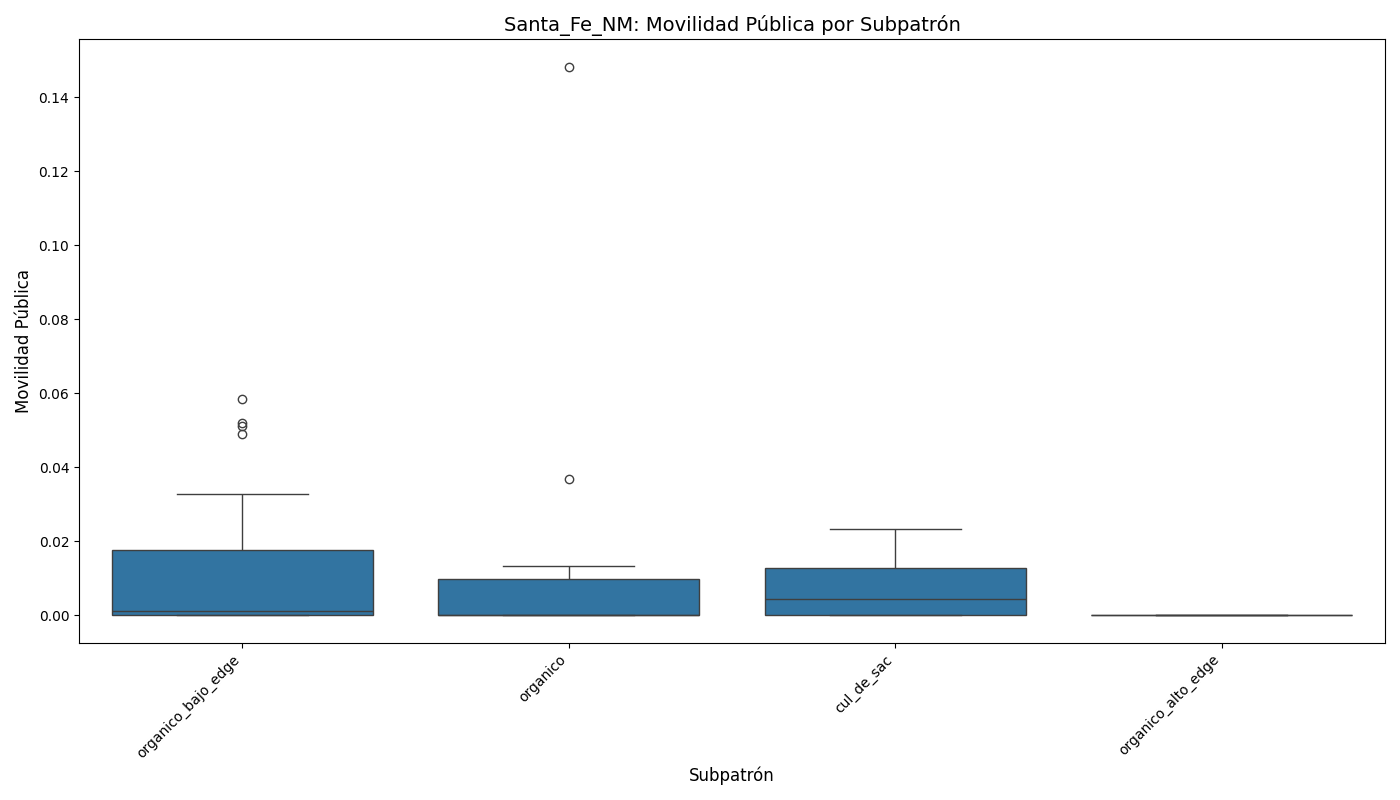 Santa_Fe_NM: Movilidad Pública por Subpatrón
Movilidad Pública
0.14
0.12
0.10
0.08
0.06
0.04
0.02
0.00
organico_bajo_edge
organico
cul_de_sac
organico_alto_edge
Subpatrón